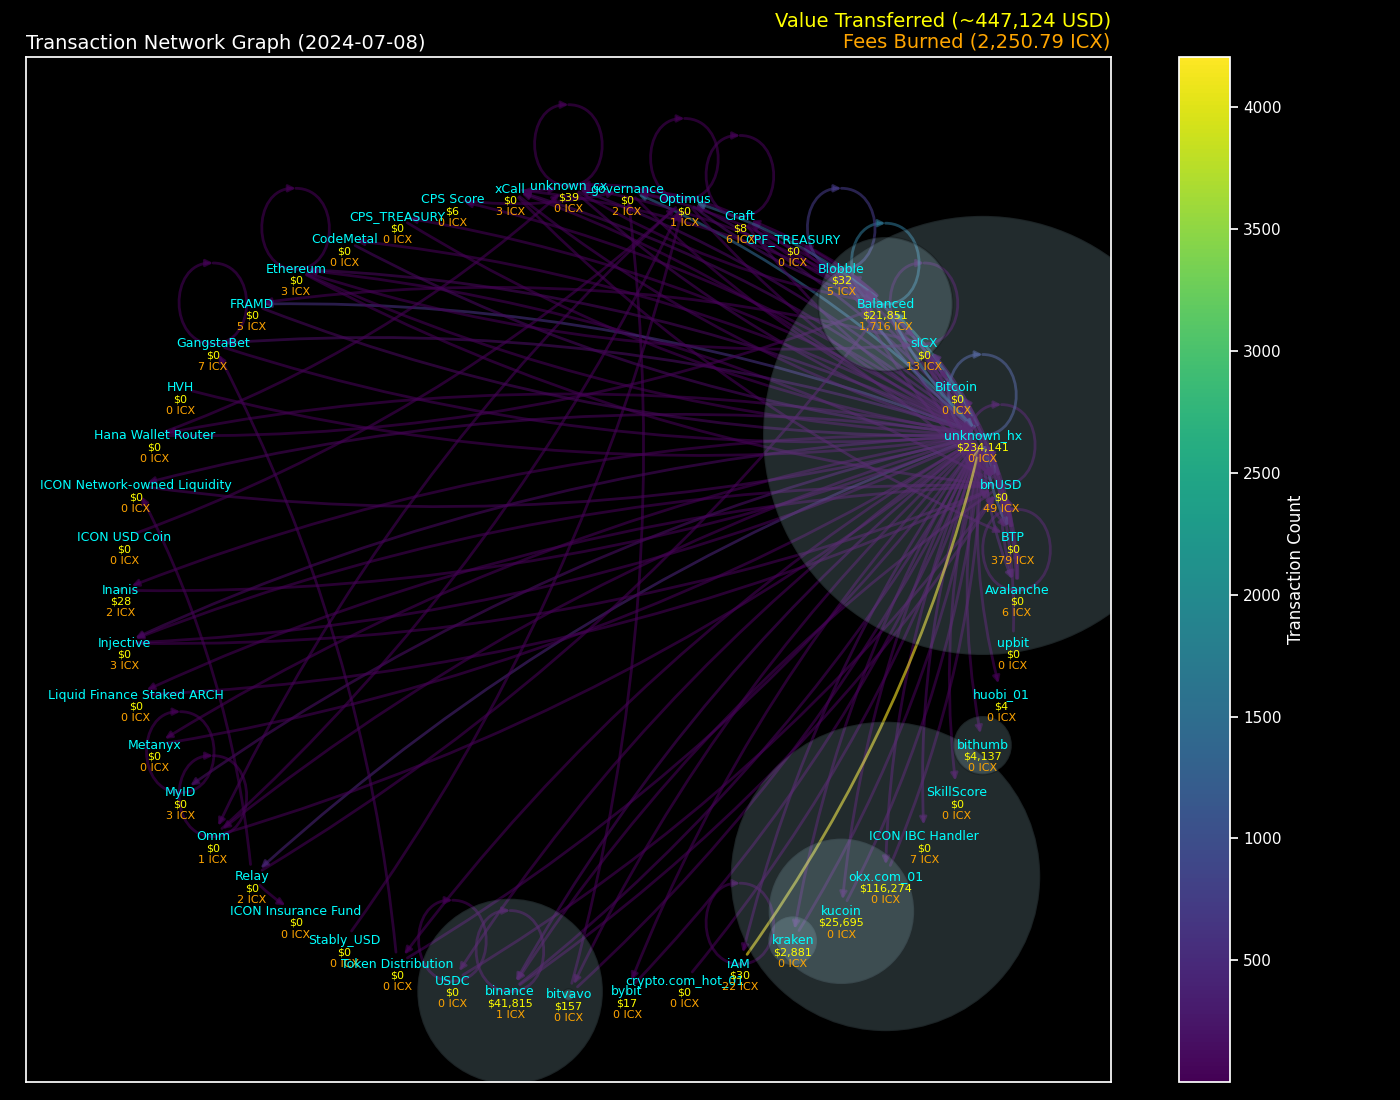 Value Transferred (~447,124 USD)
Transaction Network Graph (2024-07-08)
Fees Burned (2,250.79 ICX)
xCall
$0
3 ICX
unknown_cx
$39
0 ICX
governance
$0
2 ICX
Optimus
$0
1 ICX
CPS Score
$6
0 ICX
Craft
$8
6 ICX
CPS_TREASURY
$0
0 ICX
CPF_TREASURY
$0
0 ICX
CodeMetal
$0
0 ICX
Ethereum
$0
3 ICX
Blobble
$32
5 ICX
FRAMD
$0
5 ICX
Balanced
$21,851
1,716 ICX
GangstaBet
$0
7 ICX
sICX
$0
13 ICX
HVH
$0
0 ICX
Bitcoin
$0
0 ICX
Hana Wallet Router
$0
0 ICX
unknown_hx
$234,141
0 ICX
ICON Network-owned Liquidity
$0
0 ICX
bnUSD
$0
49 ICX
ICON USD Coin
$0
0 ICX
BTP
$0
379 ICX
Inanis
$28
2 ICX
Avalanche
$0
6 ICX
Injective
$0
3 ICX
upbit
$0
0 ICX
Liquid Finance Staked ARCH
$0
0 ICX
huobi_01
$4
0 ICX
Metanyx
$0
0 ICX
bithumb
$4,137
0 ICX
MyID
$0
3 ICX
SkillScore
$0
0 ICX
Omm
$0
1 ICX
ICON IBC Handler
$0
7 ICX
Relay
$0
2 ICX
okx.com_01
$116,274
0 ICX
ICON Insurance Fund
$0
0 ICX
kucoin
$25,695
0 ICX
Stably_USD
$0
0 ICX
kraken
$2,881
0 ICX
Token Distribution
$0
0 ICX
iAM
$30
22 ICX
USDC
$0
0 ICX
binance
$41,815
1 ICX
bitvavo
$157
0 ICX
bybit
$17
0 ICX
crypto.com_hot_01
$0
0 ICX
4000
3500
3000
2500
2000
1500
1000
500
Transaction Count